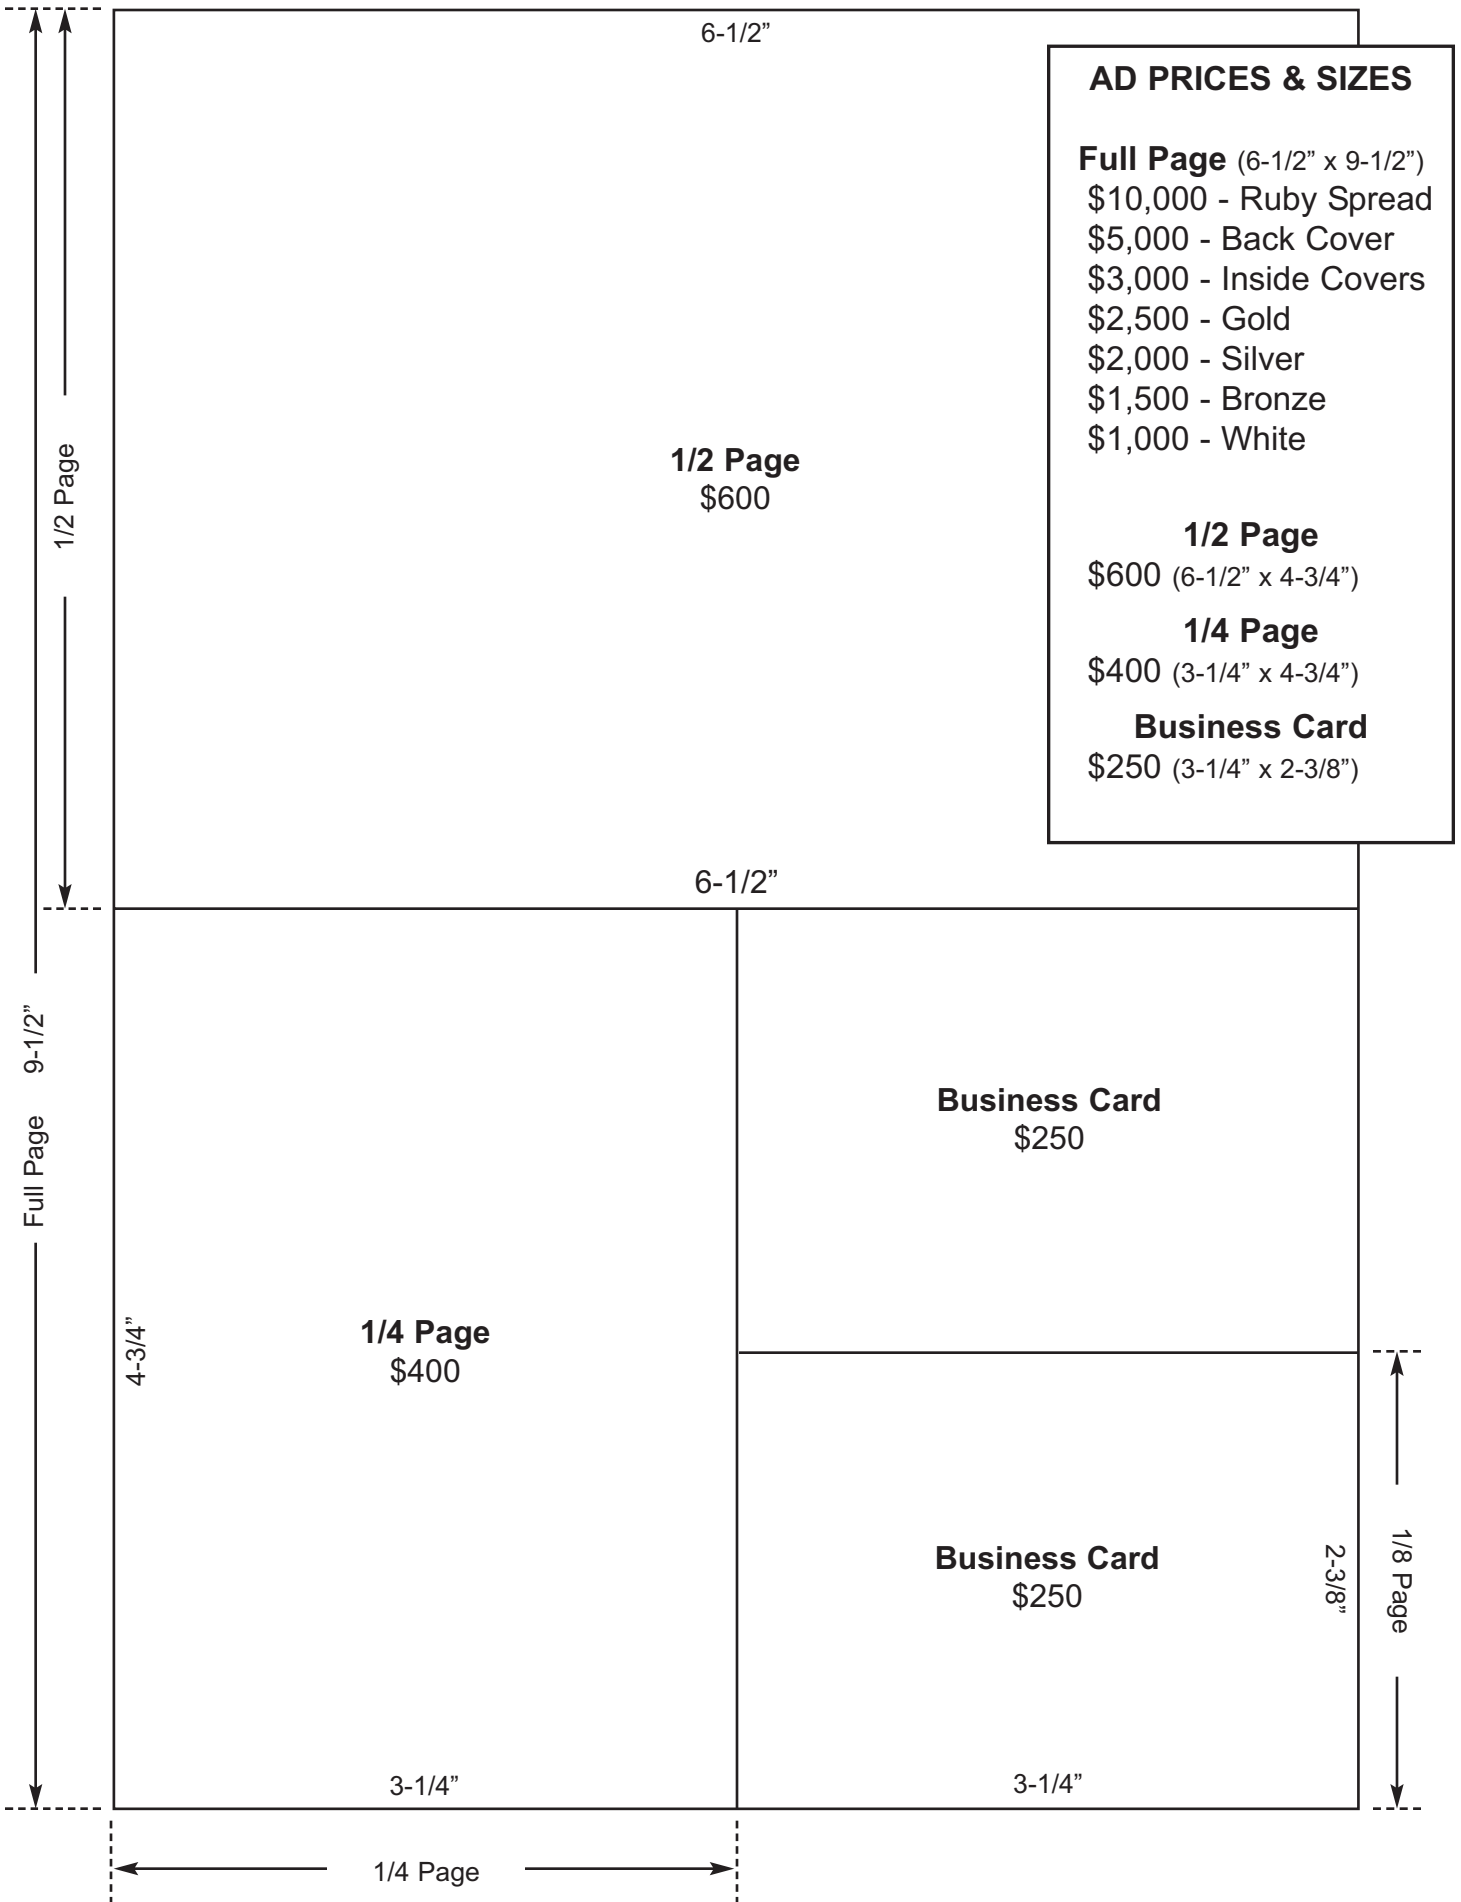 6-1/2”
AD PRICES & SIZES
Full Page (6-1/2” x 9-1/2”)
$10,000 - Ruby Spread
$5,000 - Back Cover
$3,000 - Inside Covers
$2,500 - Gold
$2,000 - Silver
$1,500 - Bronze
$1,000 - White
1/2 Page
$600 (6-1/2” x 4-3/4”)
1/4 Page
$400 (3-1/4” x 4-3/4”)
Business Card
$250 (3-1/4” x 2-3/8”)
1/2 Page
1/2 Page
$600
6-1/2”
Full Page 9-1/2”
Business Card
$250
4-3/4”
1/4 Page
$400
Business Card
$250
2-3/8”
1/8 Page
3-1/4”
3-1/4”
1/4 Page